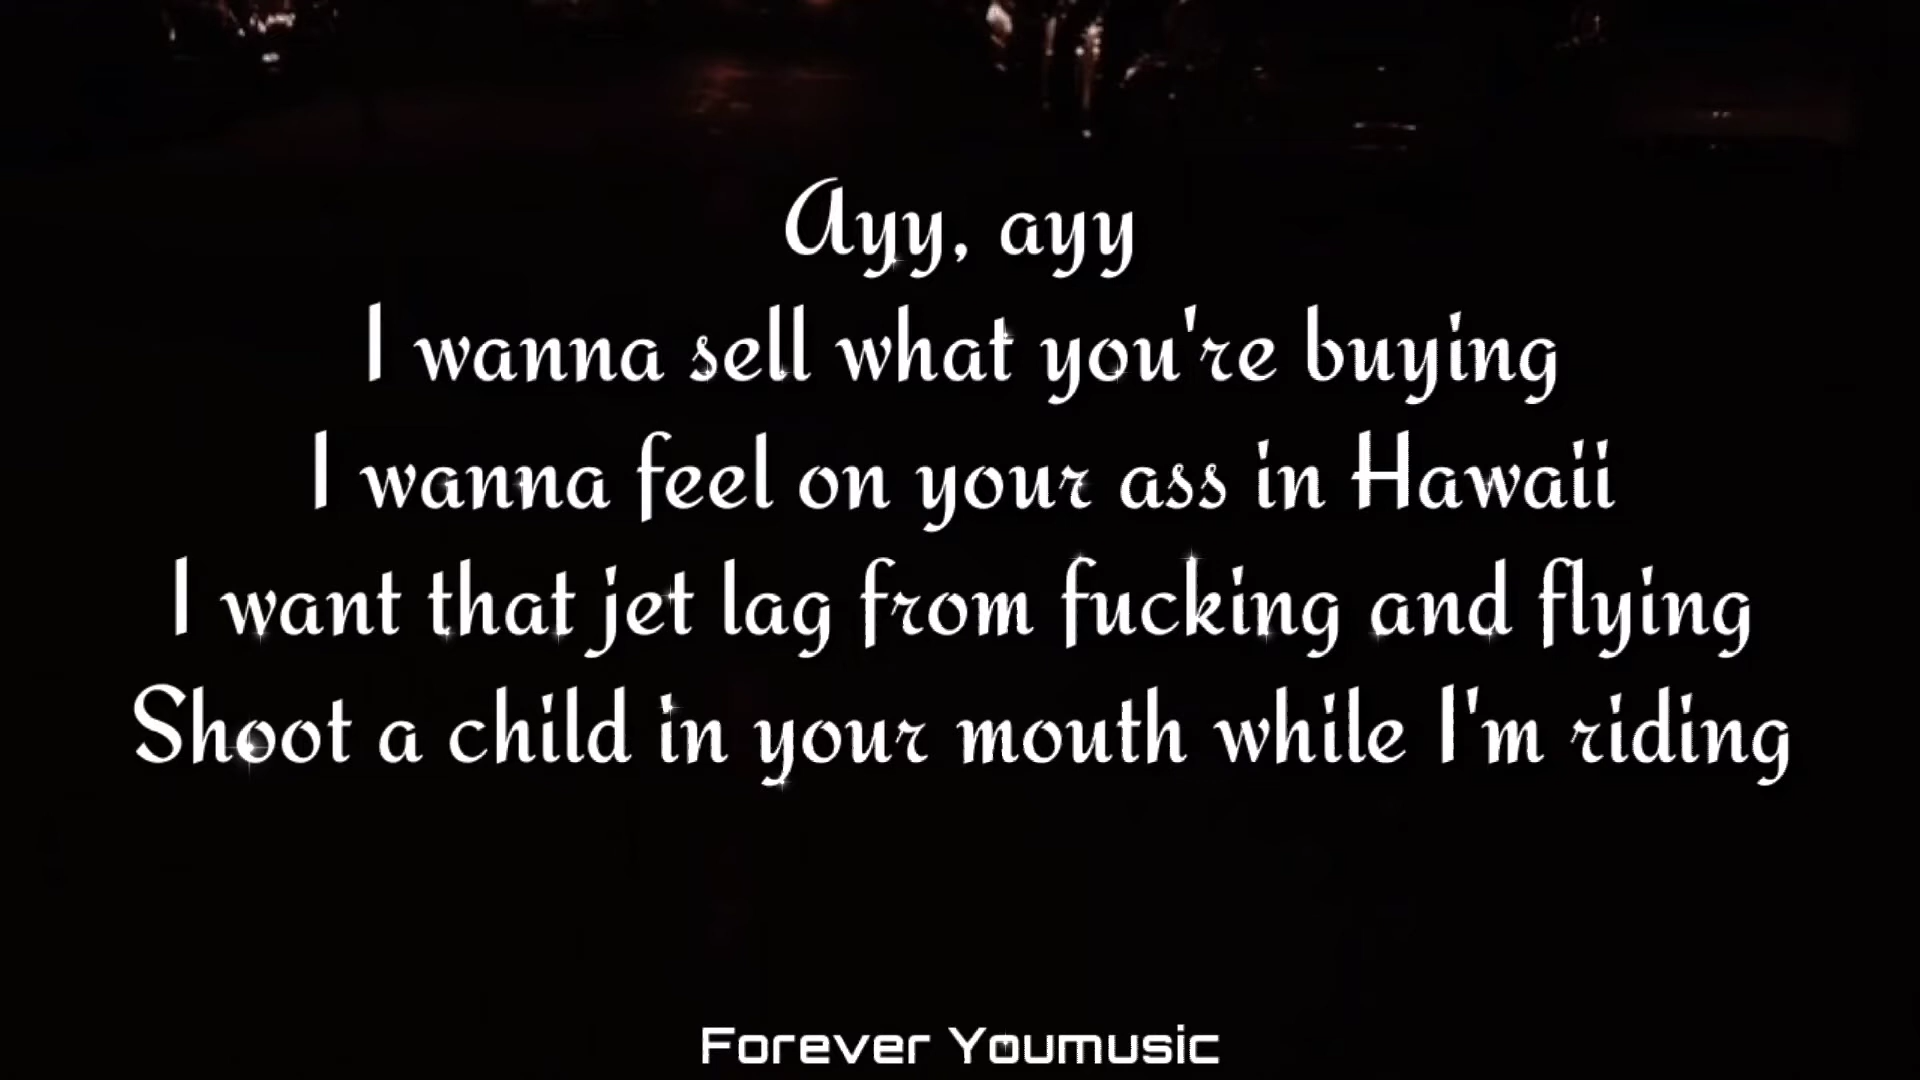 Ayy, ayy
I wanna sell what you're buying
I wanna feel on your ass in Hawaii
I want that jet lag from fucking and flying
Shoot a child in your mouth while I'm riding
Forever Youmusic